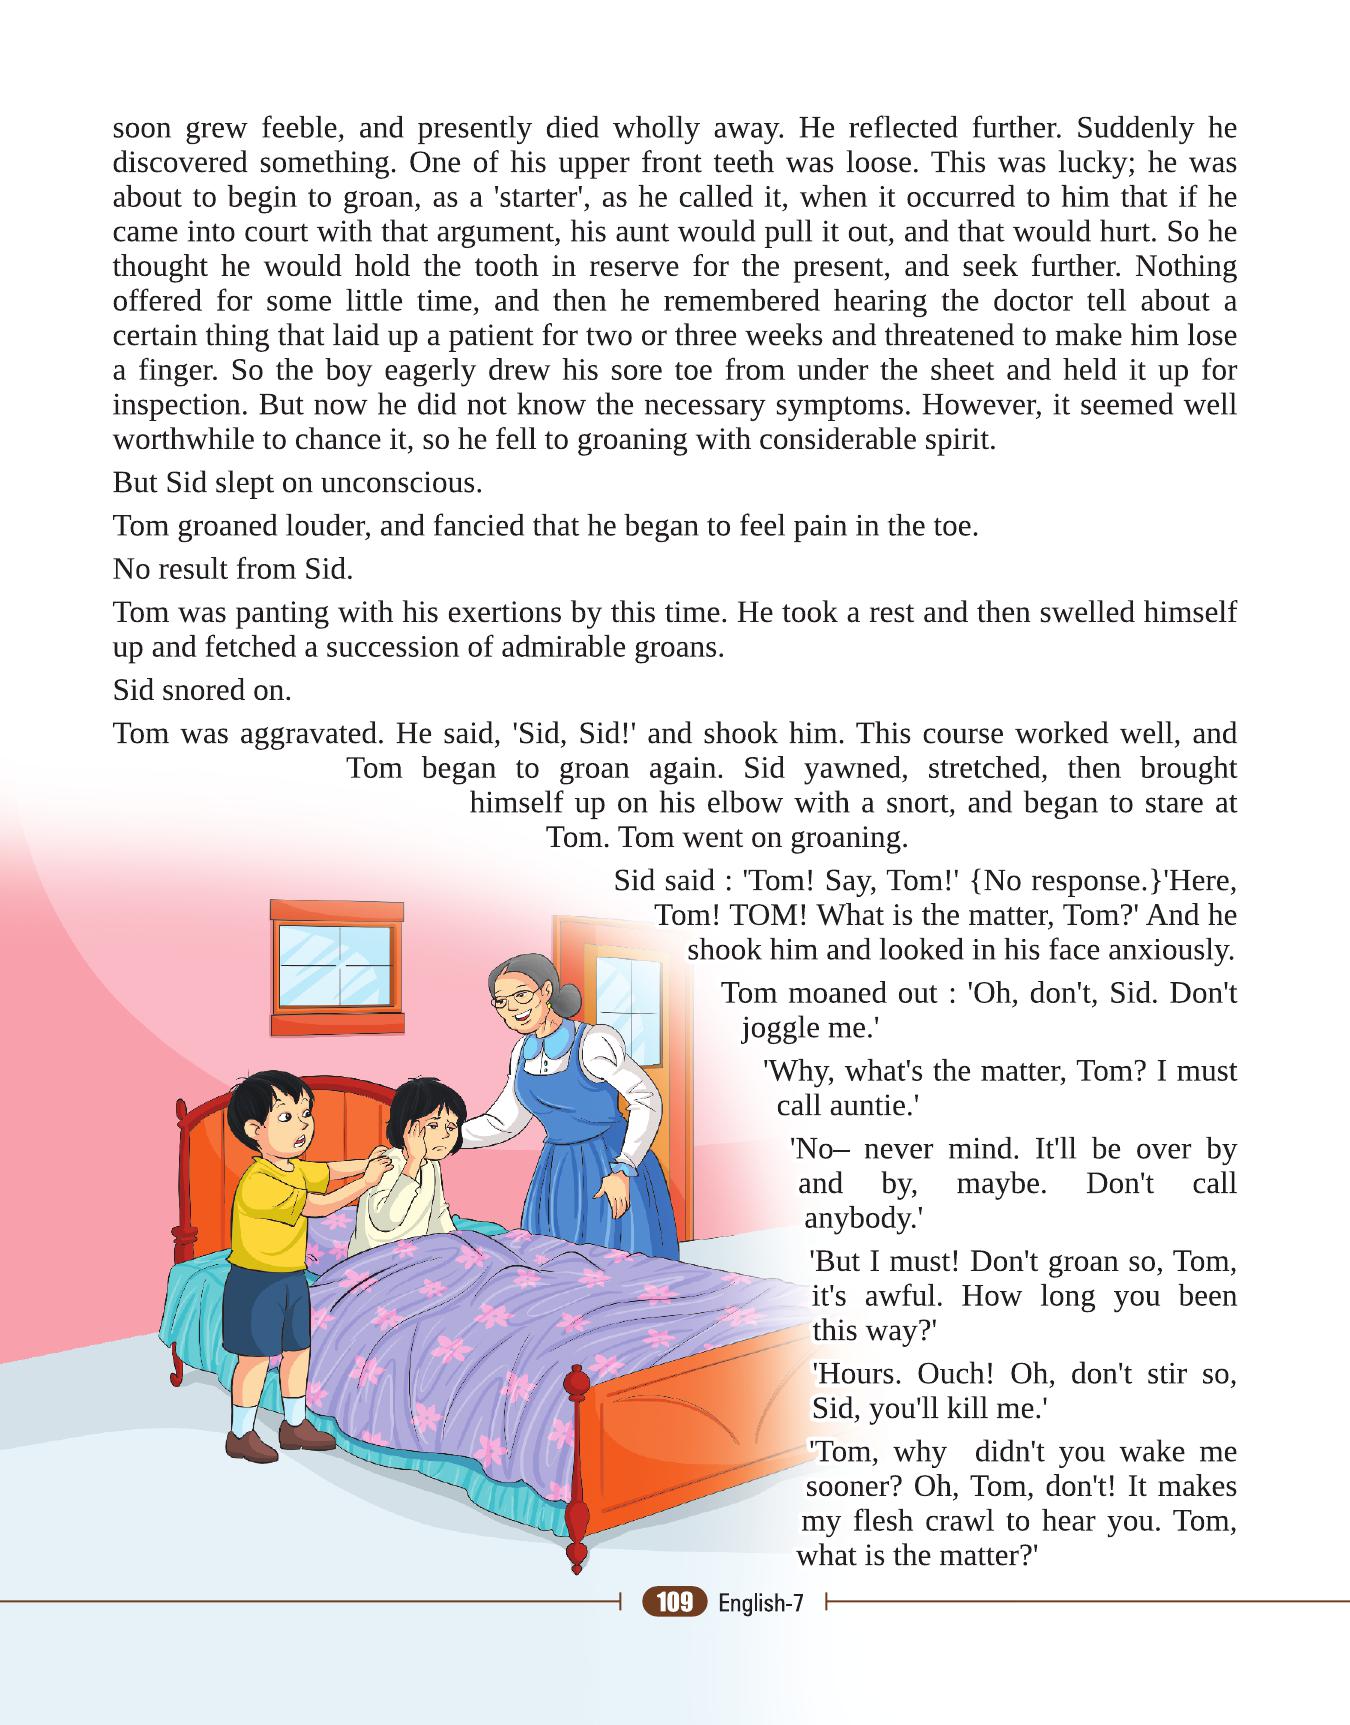 soon grew feeble, and presently died wholly away. He reflected further. Suddenly he
discovered something. One of his upper front teeth was loose. This was lucky; he was
about to begin to groan, as a 'starter', as he called it, when it occurred to him that if he
came into court with that argument, his aunt would pull it out, and that would hurt. So he
thought he would hold the tooth in reserve for the present, and seek further. Nothing
offered for some little time, and then he remembered hearing the doctor tell about a
certain thing that laid up a patient for two or three weeks and threatened to make him lose
a finger. So the boy eagerly drew his sore toe from under the sheet and held it up for
inspection. But now he did not know the necessary symptoms. However, it seemed well
worthwhile to chance it, so he fell to groaning with considerable spirit.
But Sid slept on unconscious.
Tom groaned louder, and fancied that he began to feel pain in the toe.
No result from Sid.
Tom was panting with his exertions by this time. He took a rest and then swelled himself
up and fetched a succession of admirable groans.
Sid snored on.
Tom was aggravated. He said, 'Sid, Sid!' and shook him. This course worked well, and
Tom began to groan again. Sid yawned, stretched, then brought
himself up on his elbow with a snort, and began to stare at
Tom. Tom went on groaning.
Sid said : 'Tom! Say, Tom!' {No response.}'Here,
Tom! TOM! What is the matter, Tom?' And he
shook him and looked in his face anxiously.
Tom moaned out : 'Oh, don't, Sid. Don't
joggle me.'
'Why, what's the matter, Tom? I must
call auntie.'
'No– never mind. It'll be over by
and by, maybe. Don't call
anybody.'
'But I must! Don't groan so, Tom,
it's awful. How long you been
this way?'
'Hours. Ouch! Oh, don't stir so,
Sid, you'll kill me.'
'Tom, why didn't you wake me
sooner? Oh, Tom, don't! It makes
my flesh crawl to hear you. Tom,
what is the matter?'
109 English-7